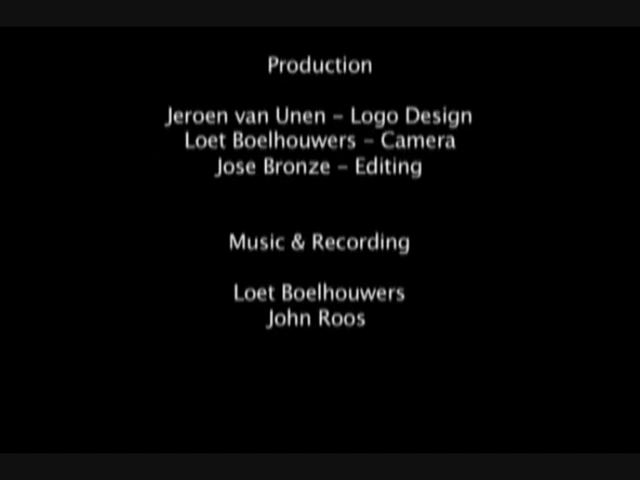 Production
Jeroen van Unen – Logo Design
Loet Boelhouwers – Camera
Jose Bronze – Editing
Music & Recording
Loet Boelhouwers
John Roos